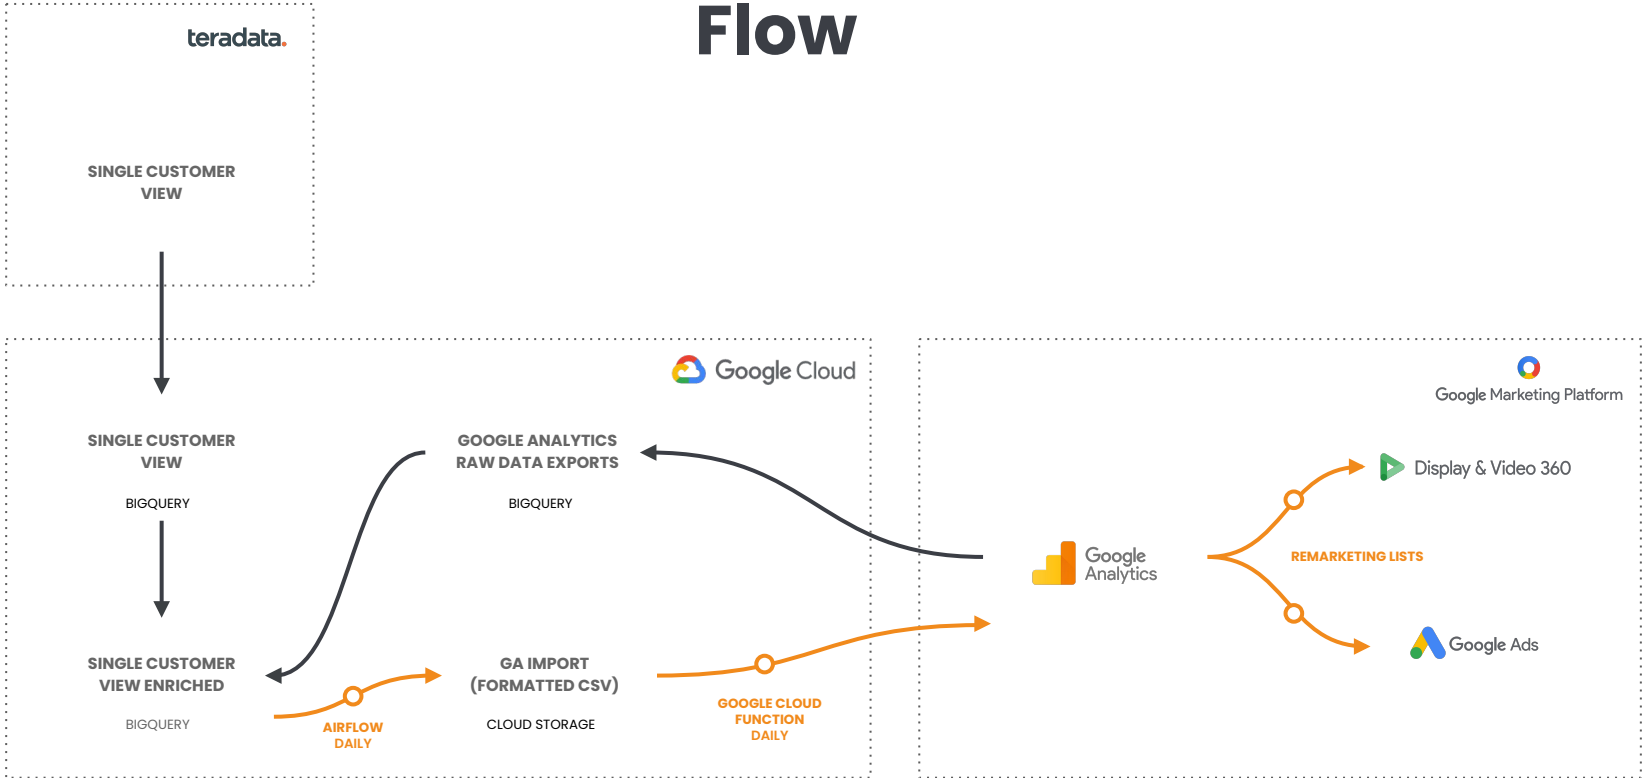 Flow
teradata.
SINGLE CUSTOMER
VIEW
Google Cloud
SINGLE CUSTOMER
VIEW
BIGQUERY
GOOGLE ANALYTICS
RAW DATA EXPORTS
BIGQUERY
SINGLE CUSTOMER
VIEW ENRICHED
BIGQUERY
AIRFLOW
DAILY
GA IMPORT
(FORMATTED CSV)
CLOUD STORAGE
GOOGLE CLOUD
FUNCTION
DAILY
Google Marketing Platform
Google
Analytics
Display & Video 360
REMARKETING LISTS
Google Ads